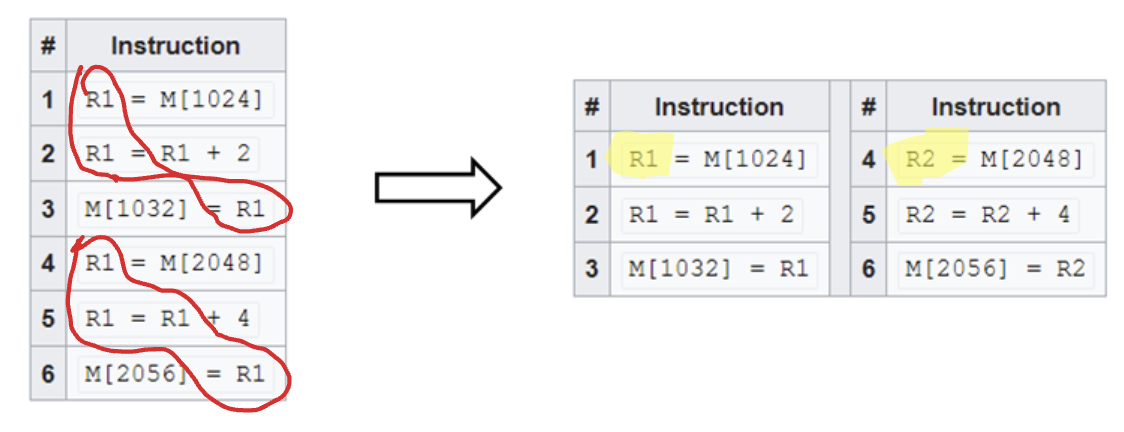 # Instruction
1 R1 = M[1024]
2 R1 = R1 + 2
3 M[1032] = R1
4 R1 = M[2048]
5 R1 = R1 + 4
6 M[2056] = R1
# Instruction # Instruction
1 R1 = M[1024] 4 R2 = M[2048]
2 R1 = R1 + 2 5 R2 = R2 + 4
3 M[1032] = R1 6 M[2056] = R2